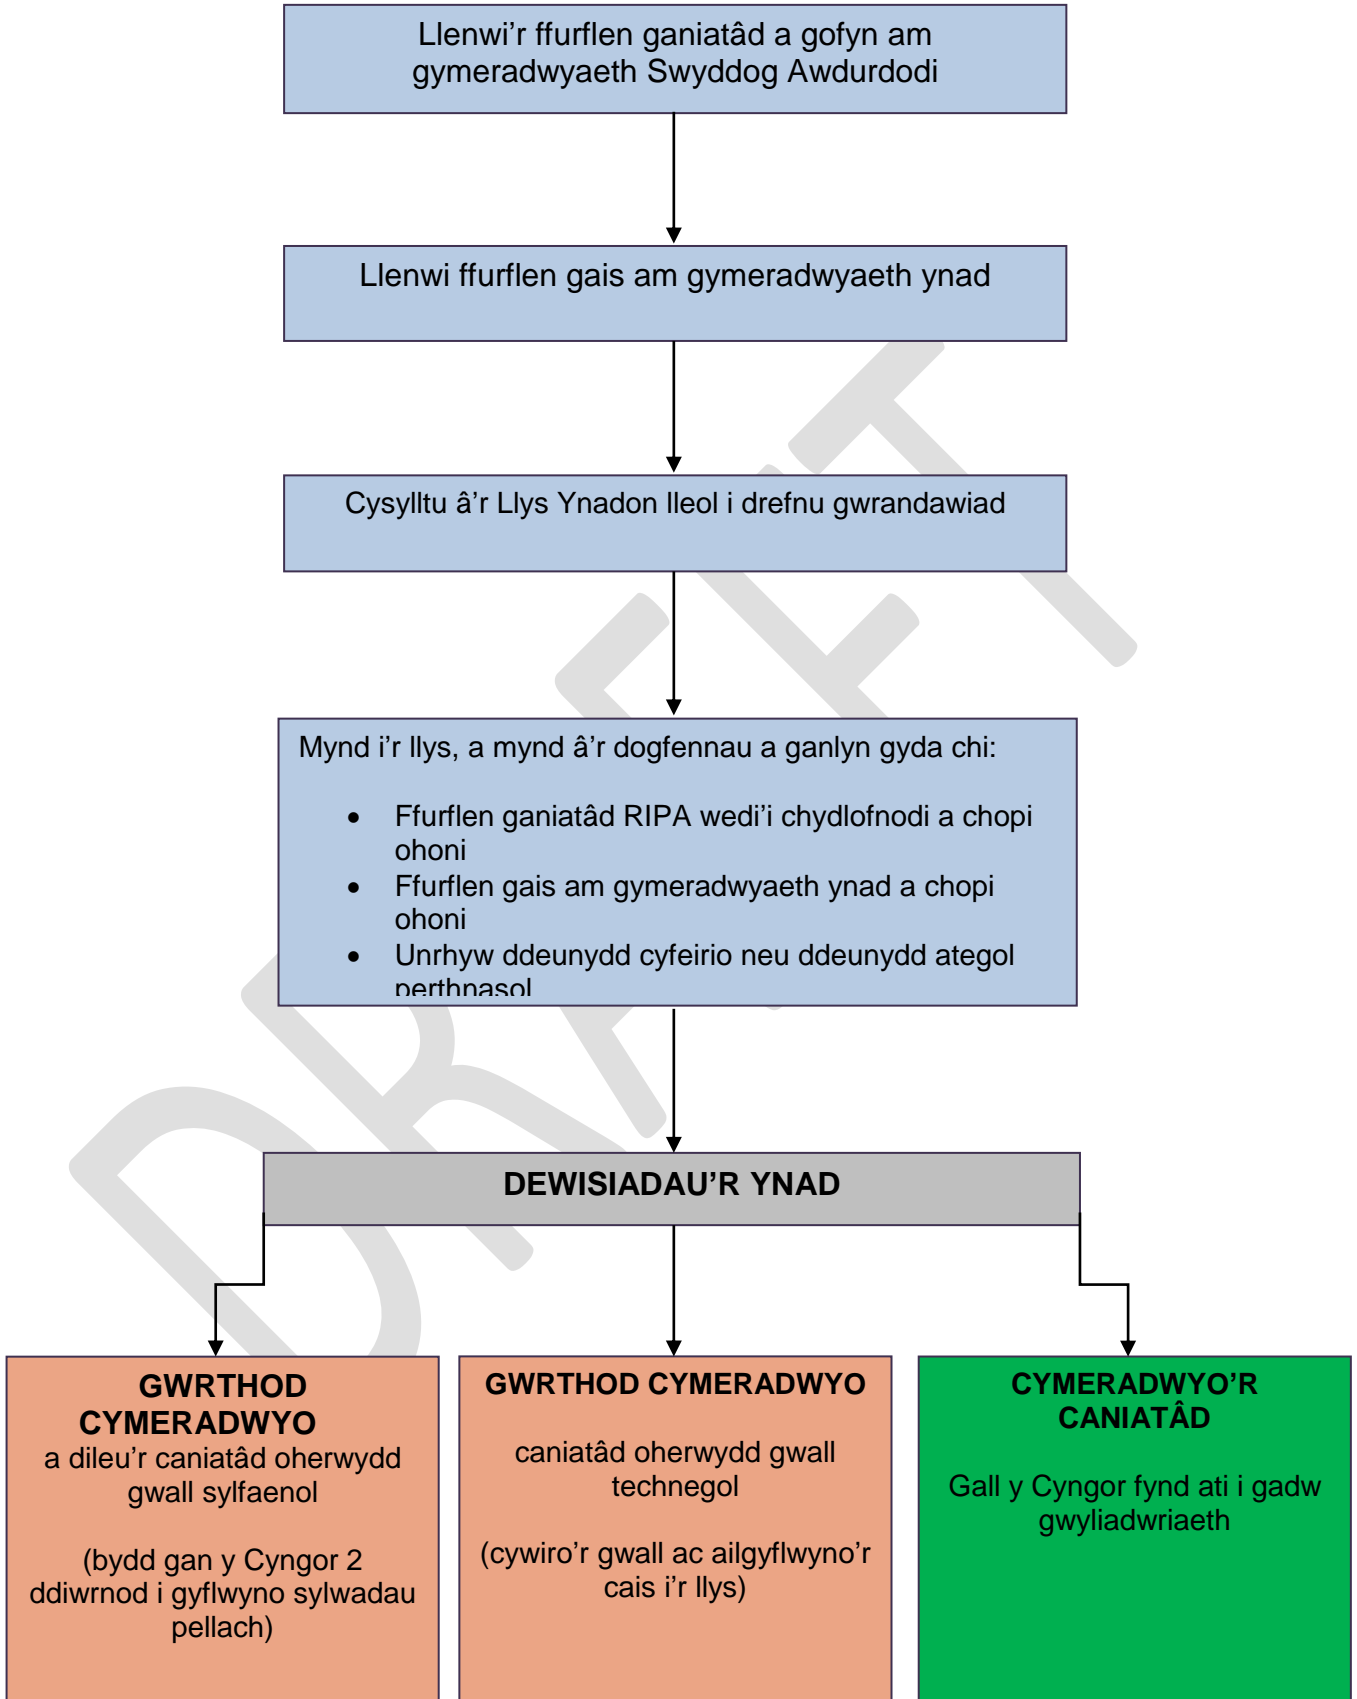 Llenwi’r ffurflen ganiatâd a gofyn am
gymeradwyaeth Swyddog Awdurdodi
Llenwi ffurflen gais am gymeradwyaeth ynad
Cysylltu â’r Llys Ynadon lleol i drefnu gwrandawiad
Mynd i’r llys, a mynd â’r dogfennau a ganlyn gyda chi:
• Ffurflen ganiatâd RIPA wedi’i chydlofnodi a chopi
ohoni
• Ffurflen gais am gymeradwyaeth ynad a chopi
ohoni
• Unrhyw ddeunydd cyfeirio neu ddeunydd ategol
perthnasol
DEWISIADAU’R YNAD
GWRTHOD
CYMERADWYO
a dileu’r caniatâd oherwydd
gwall sylfaenol
(bydd gan y Cyngor 2
ddiwrnod i gyflwyno sylwadau
pellach)
GWRTHOD CYMERADWYO
caniatâd oherwydd gwall
technegol
(cywiro’r gwall ac ailgyflwyno’r
cais i’r llys)
CYMERADWYO’R
CANIATÂD
Gall y Cyngor fynd ati i gadw
gwyliadwriaeth
DRAFT